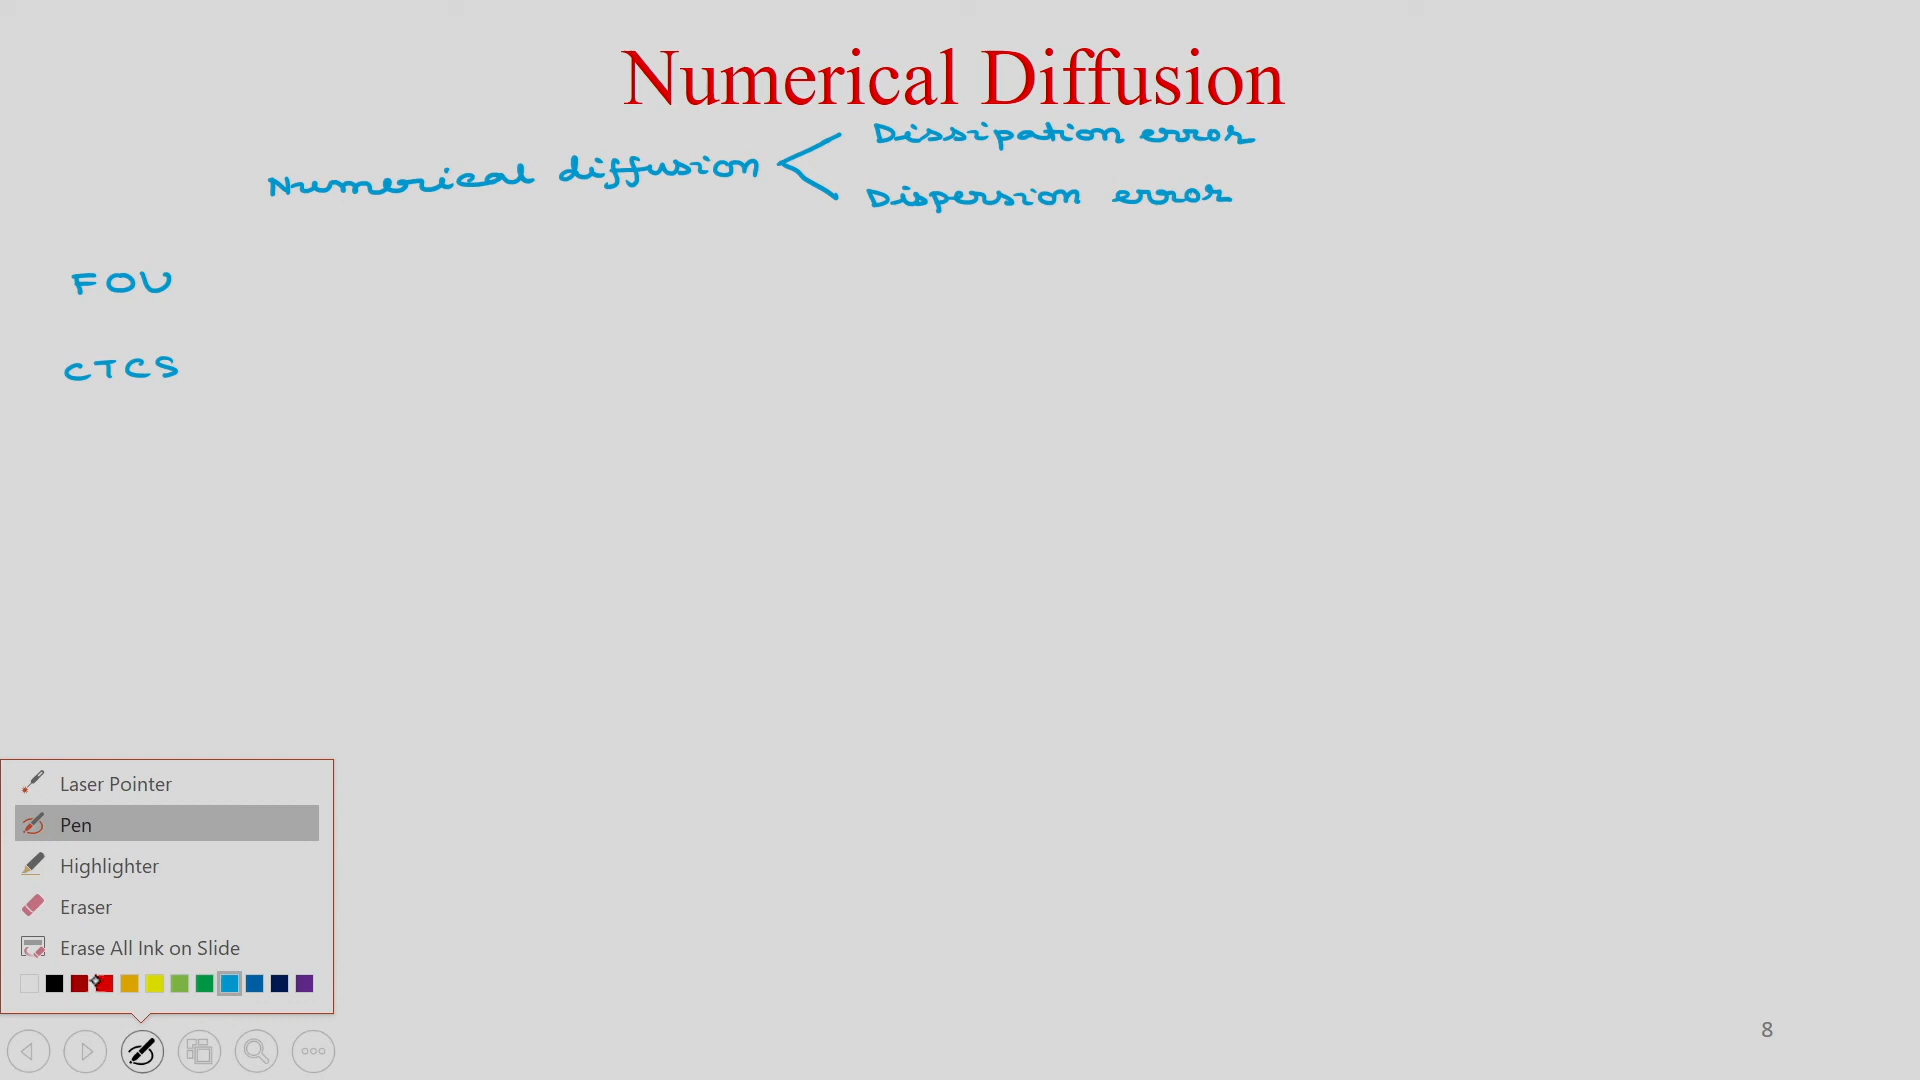 Numerical Diffusion
Dissipation error
Numerical diffusion
Dispersion error
FOU
CTCS
Laser Pointer
Pen
Highlighter
Eraser
Erase All Ink on Slide
8